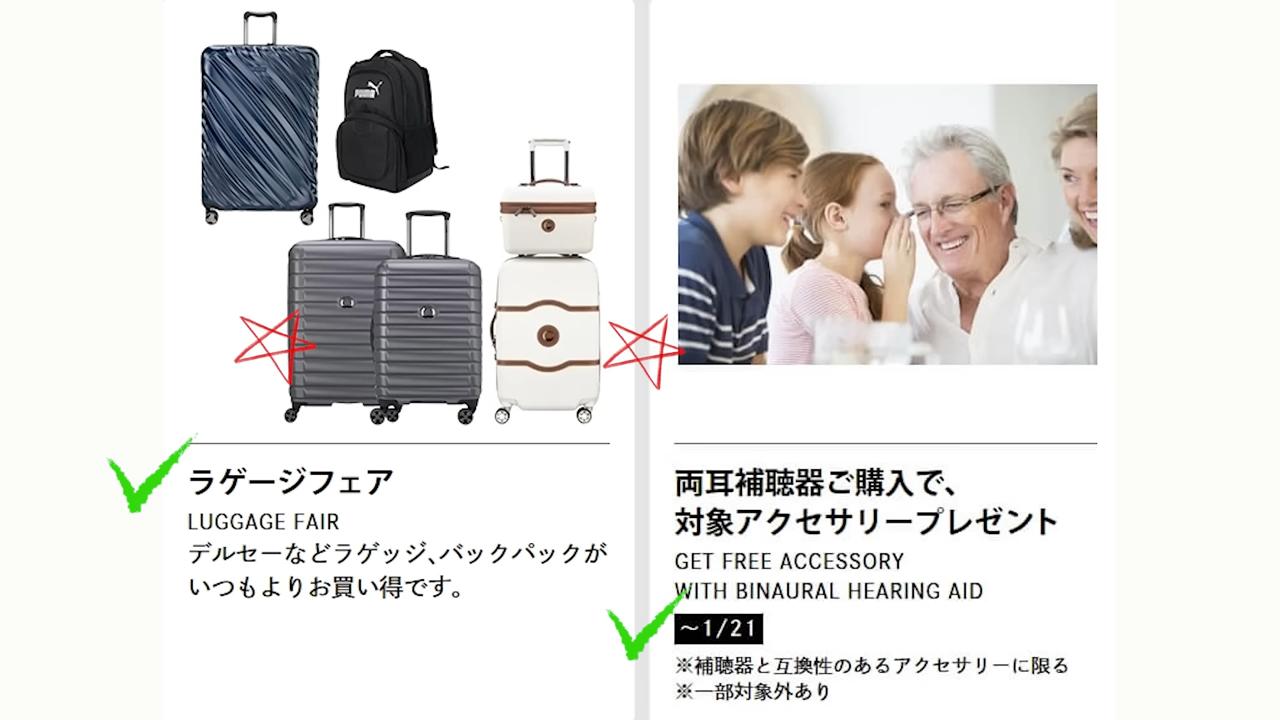 PUMA
ラゲージフェア
LUGGAGE FAIR
デルセーなどラゲッジ、バックパックが
いつもよりお買い得です。
両耳補聴器ご購入で、
対象アクセサリープレゼント
GET FREE ACCESSORY
WITH BINAURAL HEARING AID
～1/21
※補聴器と互換性のあるアクセサリーに限る
※一部対象外あり